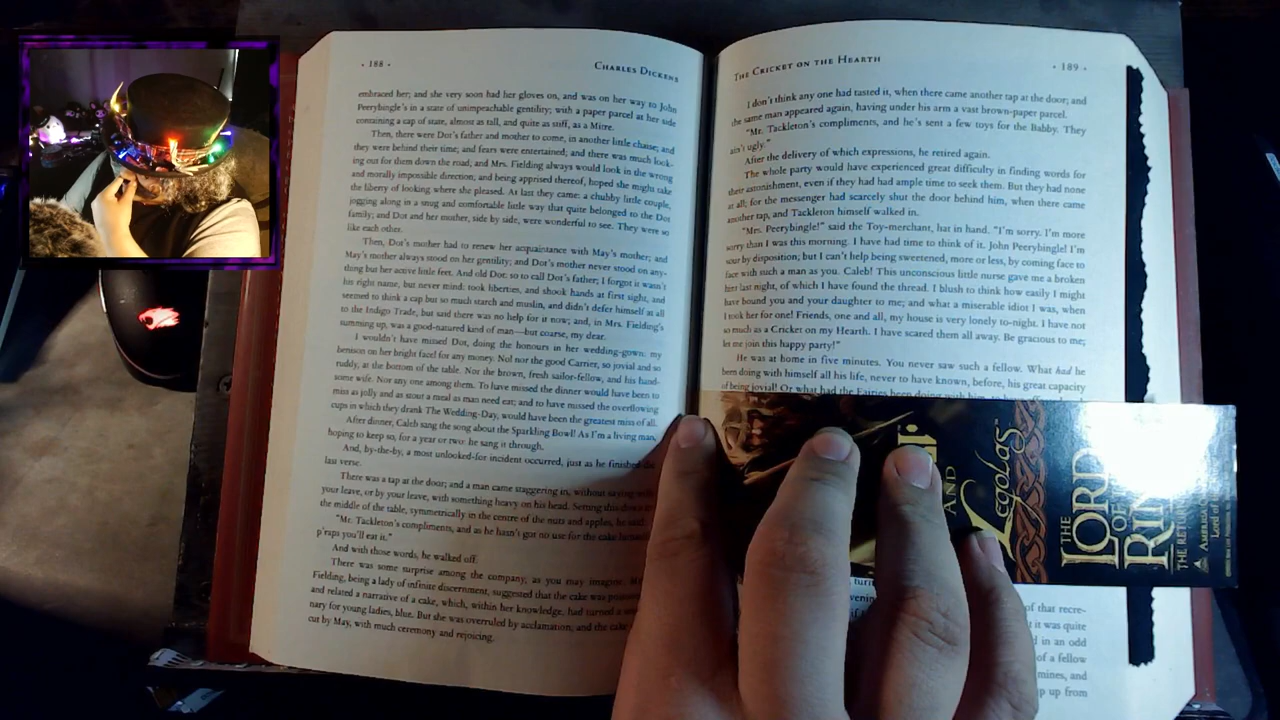 · 188 ·
CHARLES DICKENS
embraced her; and she very soon had her gloves on, and was on her way to John
Peerybingle's in a state of unimpeachable gentility; with a paper parcel at her side
containing a cap of state, almost as tall, and quite as stiff, as a Mitre.
Then, there were Dot's father and mother to come, in another little chaise; and
they were behind their time; and fears were entertained; and there was much look-
ing out for them down the road; and Mrs. Fielding always would look in the wrong
and morally impossible direction; and being apprised thereof, hoped she might take
the liberty of looking where she pleased. At last they came: a chubby little couple,
jogging along in a snug and comfortable little way that quite belonged to the Dot
family; and Dot and her mother, side by side, were wonderful to see. They were so
like each other.
Then, Dot's mother had to renew her acquaintance with May's mother; and
May's mother always stood on her gentility; and Dot's mother never stood on any-
thing but her active little feet. And old Dot: so to call Dot's father; I forgot it wasn't
his right name, but never mind: took liberties, and shook hands at first sight, and
seemed to think a cap but so much starch and muslin, and didn't defer himself at all
to the Indigo Trade, but said there was no help for it now; and, in Mrs. Fielding's
summing up, was a good-natured kind of man—but coarse, my dear.
I wouldn't have missed Dot, doing the honours in her wedding-gown: my
benison on her bright face! for any money. No! nor the good Carrier, so jovial and so
ruddy, at the bottom of the table. Nor the brown, fresh sailor-fellow, and his hand-
some wife. Nor any one among them. To have missed the dinner would have been to
miss as jolly and as stout a meal as man need eat; and to have missed the overflowing
cups in which they drank The Wedding-Day, would have been the greatest miss of all.
After dinner, Caleb sang the song about the Sparkling Bowl! As I'm a living man,
hoping to keep so, for a year or two: he sang it through.
And, by-the-by, a most unlooked-for incident occurred, just as he finished the
last verse.
There was a tap at the door; and a man came staggering in, without saying with
your leave, or by your leave, with something heavy on his head. Setting this down in
the middle of the table, symmetrically in the centre of the nuts and apples, he said:
"Mr. Tackleton's compliments, and as he hasn't got no use for the cake
p'raps you'll eat it."
And with those words, he walked off.
There was some surprise among the company, as you may imagine.
Fielding, being a lady of infinite discernment, suggested that the cake was
and related a narrative of a cake, which, within her knowledge, had turned a
nary for young ladies, blue. But she was overruled by acclamation; and the cake
cut by May, with much ceremony and rejoicing.
THE CRICKET ON THE HEARTH
· 189 ·
I don't think any one had tasted it, when there came another tap at the door; and
the same man appeared again, having under his arm a vast brown-paper parcel.
"Mr. Tackleton's compliments, and he's sent a few toys for the Babby. They
ain't ugly."
After the delivery of which expressions, he retired again.
The whole party would have experienced great difficulty in finding words for
their astonishment, even if they had had ample time to seek them. But they had none
at all; for the messenger had scarcely shut the door behind him, when there came
another tap, and Tackleton himself walked in.
"Mrs. Peerybingle!" said the Toy-merchant, hat in hand. "I'm sorry. I'm more
sorry than I was this morning. I have had time to think of it. John Peerybingle! I'm
sour by disposition; but I can't help being sweetened, more or less, by coming face to
face with such a man as you. Caleb! This unconscious little nurse gave me a broken
hint last night, of which I have found the thread. I blush to think how easily I might
have bound you and your daughter to me; and what a miserable idiot I was, when
I took her for one! Friends, one and all, my house is very lonely to-night. I have not
so much as a Cricket on my Hearth. I have scared them all away. Be gracious to me;
let me join this happy party!"
He was at home in five minutes. You never saw such a fellow. What had he
been doing with himself all his life, never to have known, before, his great capacity
of being jovial! Or what had the Fairies been doing with him, to have effected such
AND
Legolas
THE
LORD
OF
RIN
THE RETURN
AMERICA
Lord of
of that recre-
it was quite
d in an odd
of a fellow
mines, and
p up from